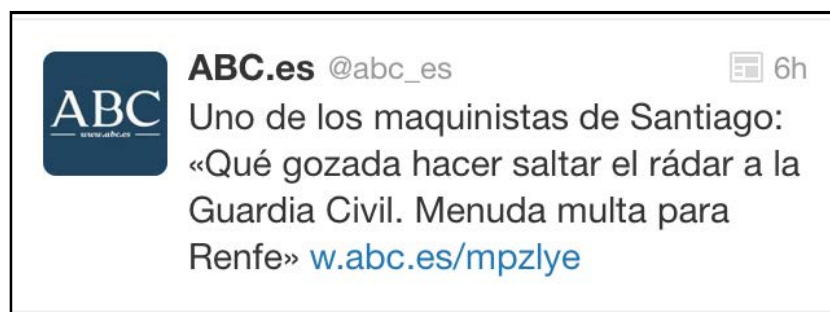 ABC.es @abc_es 6h
ABC
www.abc.es
Uno de los maquinistas de Santiago:
«Qué gozada hacer saltar el rádar a la
Guardia Civil. Menuda multa para
Renfe» w.abc.es/mpzlye